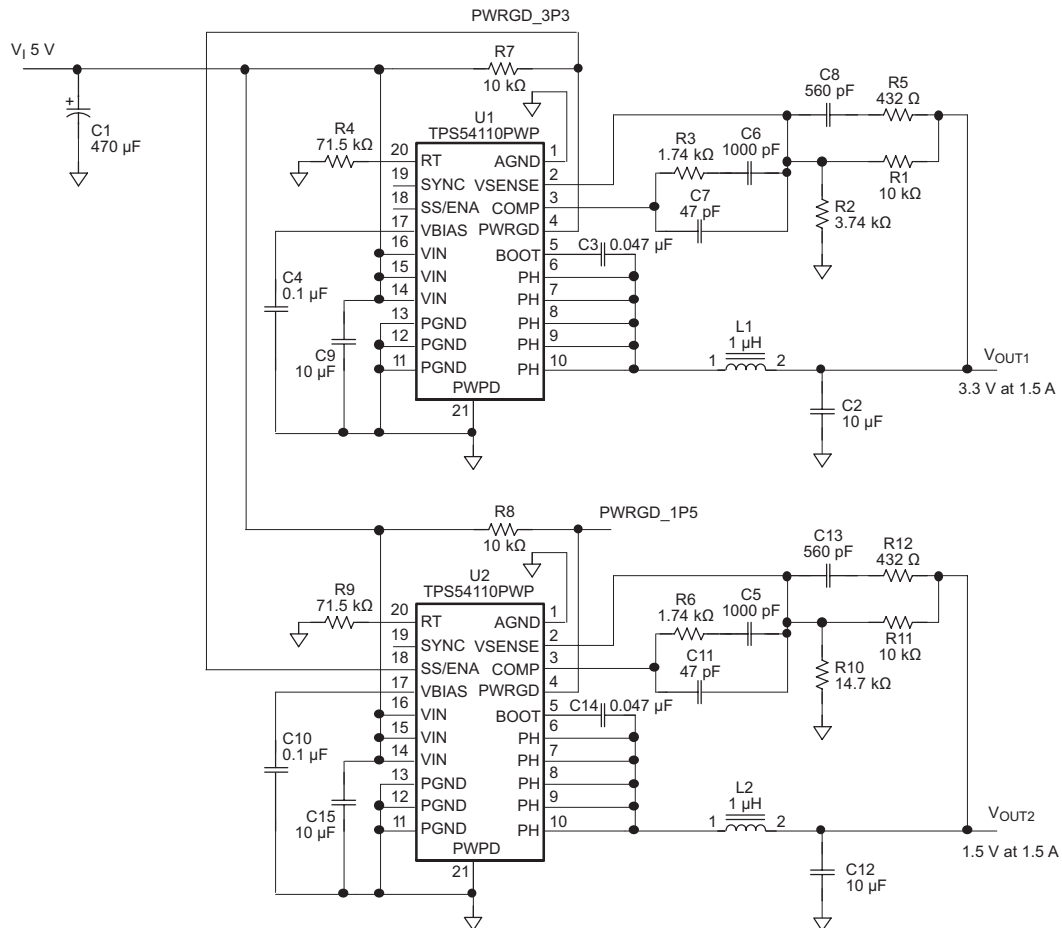 PWRGD_3P3
V_I 5 V
R7
10 kΩ
+
C1
470 µF
U1
TPS54110PWP
R4
71.5 kΩ
20 RT
19 SYNC
18 SS/ENA
17 VBIAS
16 VIN
15 VIN
14 VIN
13 PGND
12 PGND
11 PGND
PWPD
21
AGND 1
VSENSE 2
COMP 3
PWRGD 4
BOOT 5
PH 6
PH 7
PH 8
PH 9
PH 10
C4
0.1 µF
C9
10 µF
C3 0.047 µF
R3
1.74 kΩ
C6
1000 pF
C7
47 pF
C8
560 pF
R5
432 Ω
R1
10 kΩ
R2
3.74 kΩ
L1
1 µH
1 2
C2
10 µF
V_OUT1
3.3 V at 1.5 A
R8
10 kΩ
PWRGD_1P5
U2
TPS54110PWP
R9
71.5 kΩ
20 RT
19 SYNC
18 SS/ENA
17 VBIAS
16 VIN
15 VIN
14 VIN
13 PGND
12 PGND
11 PGND
PWPD
21
AGND 1
VSENSE 2
COMP 3
PWRGD 4
BOOT 5
PH 6
PH 7
PH 8
PH 9
PH 10
C10
0.1 µF
C15
10 µF
C14 0.047 µF
R6
1.74 kΩ
C5
1000 pF
C11
47 pF
C13
560 pF
R12
432 Ω
R11
10 kΩ
R10
14.7 kΩ
L2
1 µH
1 2
C12
10 µF
V_OUT2
1.5 V at 1.5 A